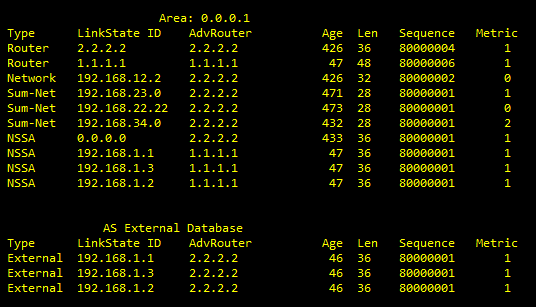 Area: 0.0.0.1
Type LinkState ID AdvRouter Age Len Sequence Metric
Router 2.2.2.2 2.2.2.2 426 36 80000004 1
Router 1.1.1.1 1.1.1.1 47 48 80000006 1
Network 192.168.12.2 2.2.2.2 426 32 80000002 0
Sum-Net 192.168.23.0 2.2.2.2 471 28 80000001 1
Sum-Net 192.168.22.22 2.2.2.2 473 28 80000001 0
Sum-Net 192.168.34.0 2.2.2.2 432 28 80000001 2
NSSA 0.0.0.0 2.2.2.2 433 36 80000001 1
NSSA 192.168.1.1 1.1.1.1 47 36 80000001 1
NSSA 192.168.1.3 1.1.1.1 47 36 80000001 1
NSSA 192.168.1.2 1.1.1.1 47 36 80000001 1
AS External Database
Type LinkState ID AdvRouter Age Len Sequence Metric
External 192.168.1.1 2.2.2.2 46 36 80000001 1
External 192.168.1.3 2.2.2.2 46 36 80000001 1
External 192.168.1.2 2.2.2.2 46 36 80000001 1